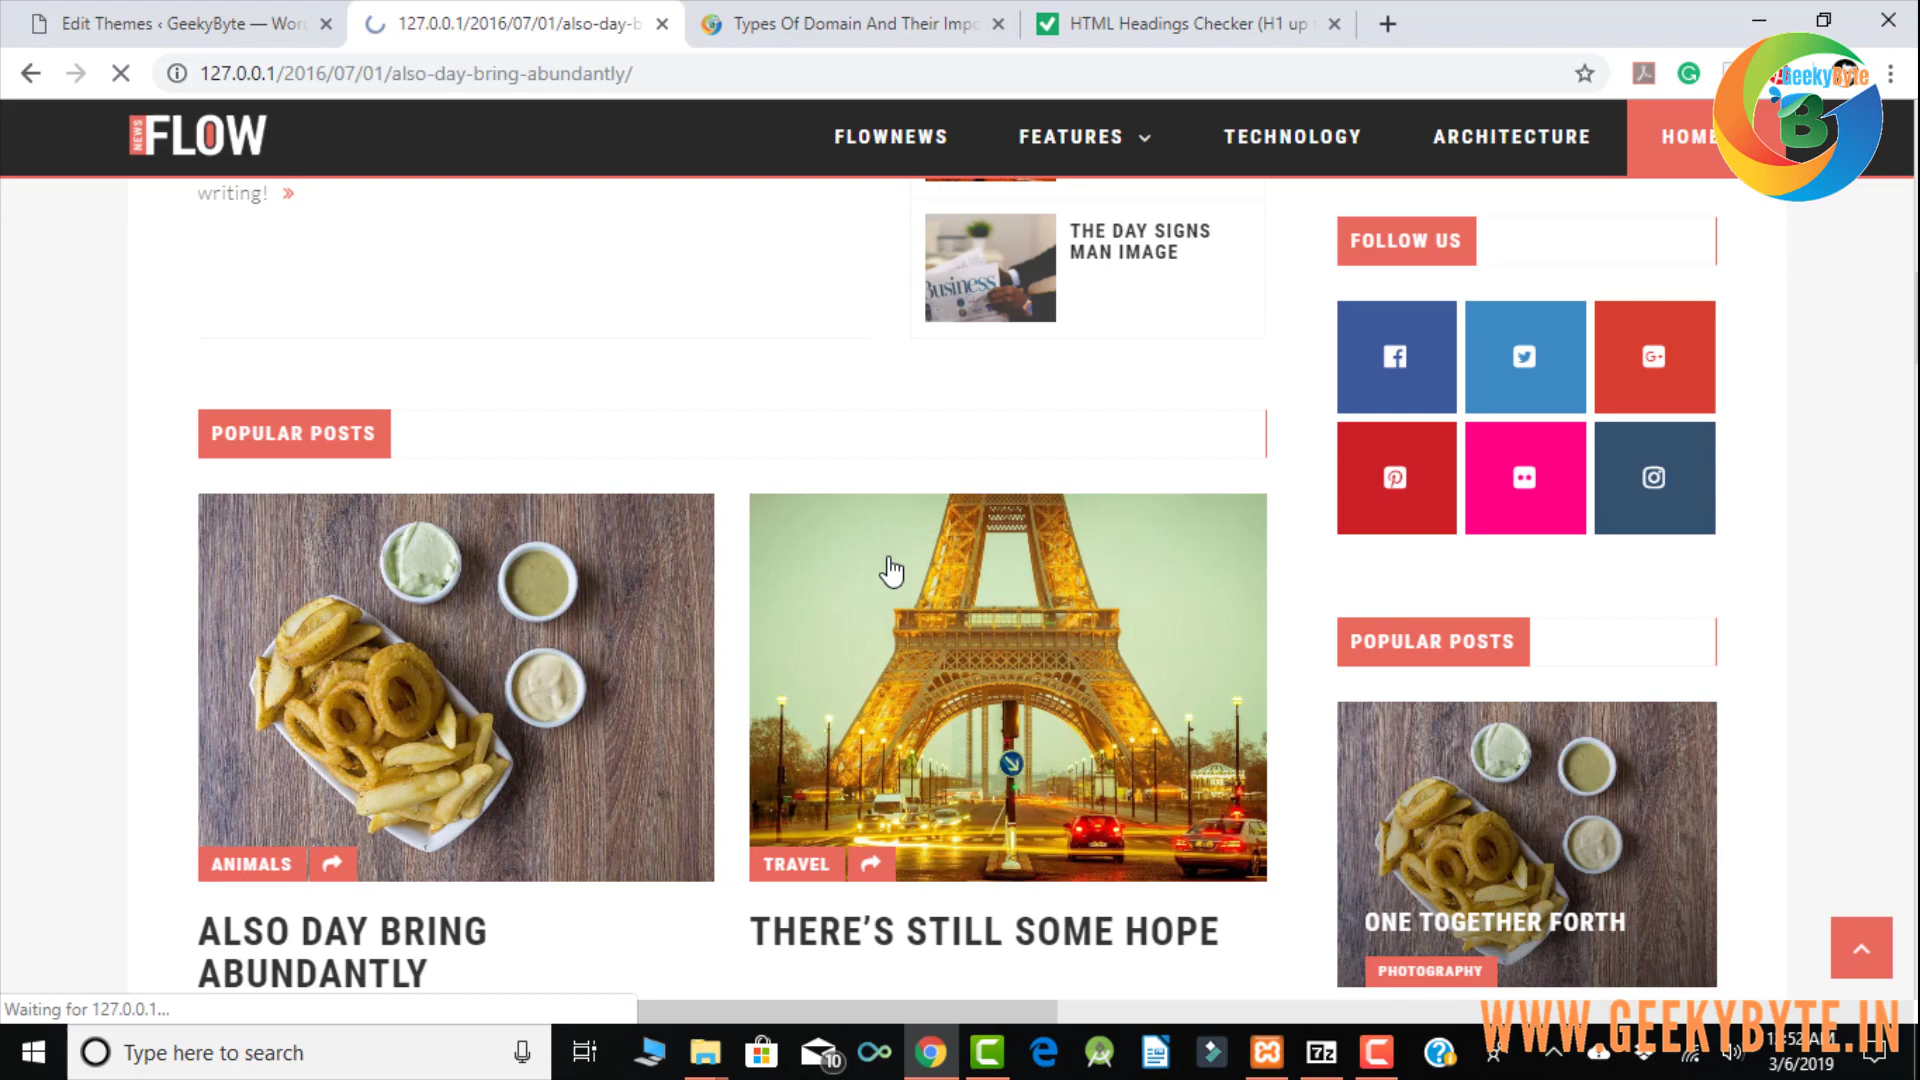 Edit Themes ‹ GeekyByte — Wor
127.0.0.1/2016/07/01/also-day-b
Types Of Domain And Their Impo
HTML Headings Checker (H1 up
127.0.0.1/2016/07/01/also-day-bring-abundantly/
GeekyByte
B
NEWS FLOW
FLOWNEWS
FEATURES
TECHNOLOGY
ARCHITECTURE
HOME
writing! »
THE DAY SIGNS
MAN IMAGE
Business
FOLLOW US
G+
POPULAR POSTS
ANIMALS
TRAVEL
ALSO DAY BRING
ABUNDANTLY
THERE’S STILL SOME HOPE
POPULAR POSTS
ONE TOGETHER FORTH
PHOTOGRAPHY
Waiting for 127.0.0.1...
WWW.GEEKYBYTE.IN
Type here to search
10
7z
3/6/2019